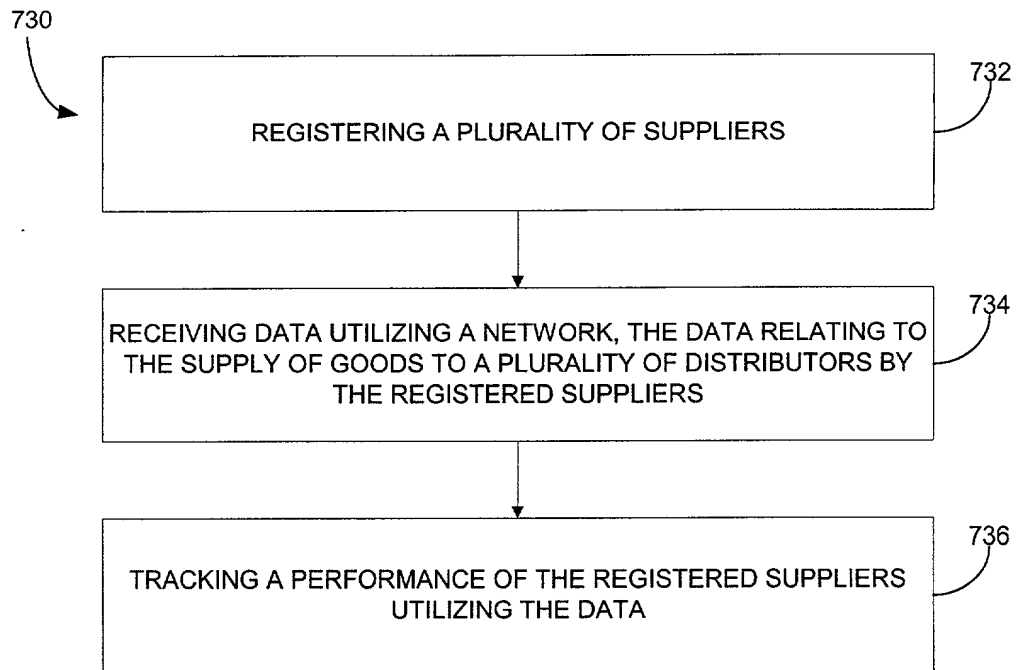 730
732
REGISTERING A PLURALITY OF SUPPLIERS
734
RECEIVING DATA UTILIZING A NETWORK, THE DATA RELATING TO
THE SUPPLY OF GOODS TO A PLURALITY OF DISTRIBUTORS BY
THE REGISTERED SUPPLIERS
736
TRACKING A PERFORMANCE OF THE REGISTERED SUPPLIERS
UTILIZING THE DATA